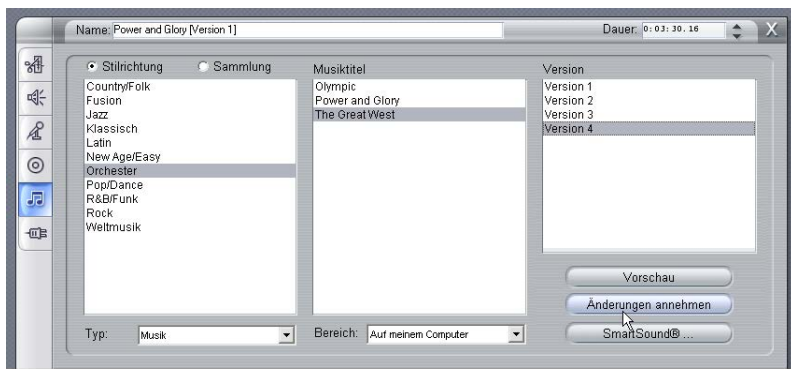 Name: Power and Glory [Version 1]
Dauer: 0:03:30.16
X
Stilrichtung
Sammlung
Country/Folk
Fusion
Jazz
Klassisch
Latin
New Age/Easy
Orchester
Pop/Dance
R&B/Funk
Rock
Weltmusik
Musiktitel
Olympic
Power and Glory
The Great West
Version
Version 1
Version 2
Version 3
Version 4
Vorschau
Änderungen annehmen
SmartSound® ...
Typ: Musik
Bereich: Auf meinem Computer